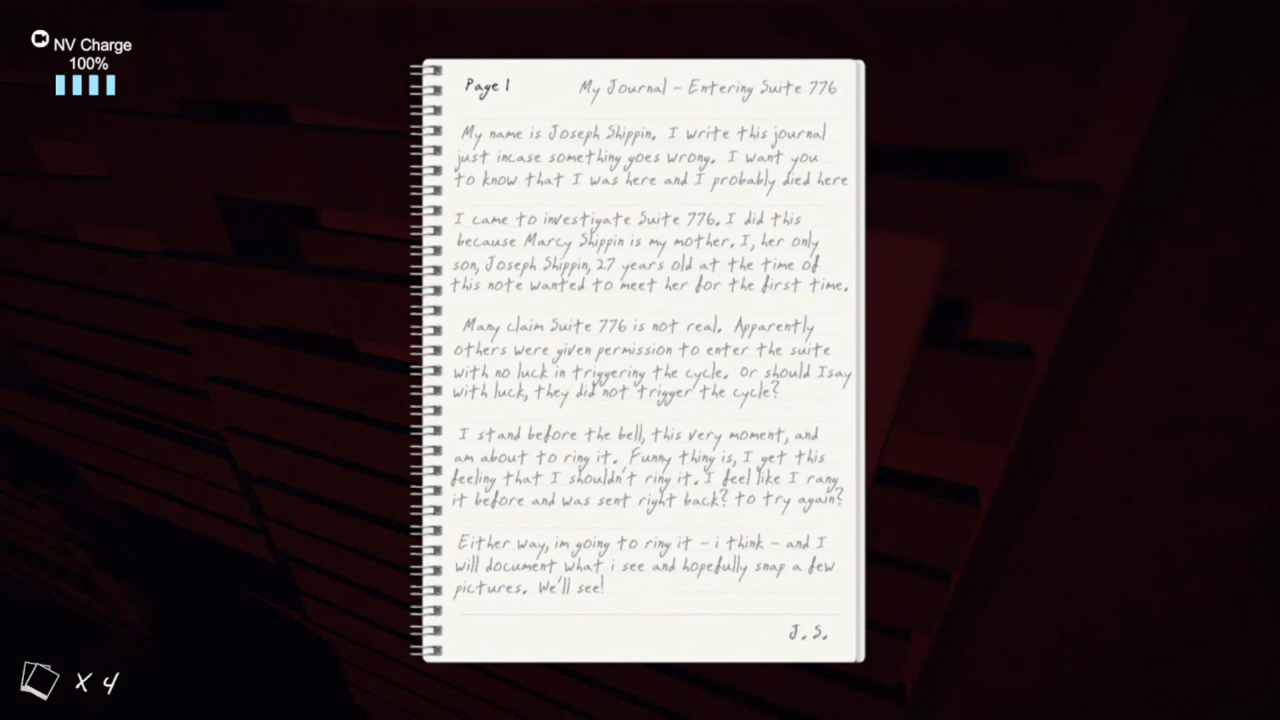 NV Charge
100%
Page 1
My Journal - Entering Suite 776
My name is Joseph Shippin. I write this journal
just incase something goes wrong. I want you
to know that I was here and I probably died here
I came to investigate Suite 776. I did this
because Marcy Shippin is my mother. I, her only
son, Joseph Shippin, 27 years old at the time of
this note wanted to meet her for the first time.
Many claim Suite 776 is not real. Apparently
others were given permission to enter the suite
with no luck in triggering the cycle. Or should I say
with luck, they did not trigger the cycle?
I stand before the bell, this very moment, and
am about to ring it. Funny thing is, I get this
feeling that I shouldn't ring it. I feel like I rang
it before and was sent right back? to try again?
Either way, im going to ring it - i think - and I
will document what i see and hopefully snap a few
pictures. We'll see!
J. S.
X 4